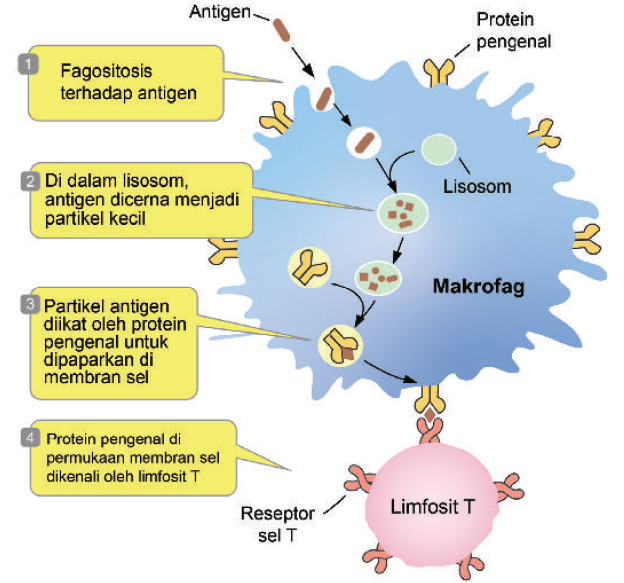 Antigen
Protein
pengenal
1
Fagositosis
terhadap antigen
Lisosom
2
Di dalam lisosom,
antigen dicerna menjadi
partikel kecil
Makrofag
3
Partikel antigen
diikat oleh protein
pengenal untuk
dipaparkan di
membran sel
4
Protein pengenal di
permukaan membran sel
dikenali oleh limfosit T
Reseptor
sel T
Limfosit T